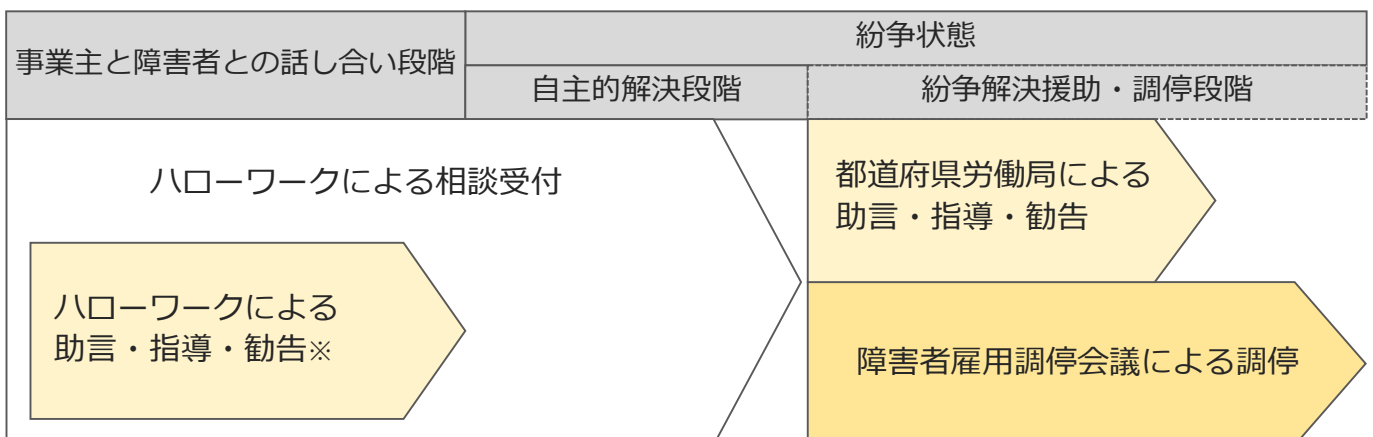 事業主と障害者との話し合い段階
紛争状態
自主的解決段階
紛争解決援助・調停段階
ハローワークによる相談受付
ハローワークによる
助言・指導・勧告※
都道府県労働局による
助言・指導・勧告
障害者雇用調停会議による調停